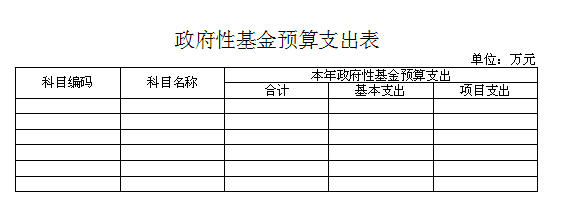 政府性基金预算支出表
单位：万元
科目编码 科目名称 本年政府性基金预算支出
合计 基本支出 项目支出